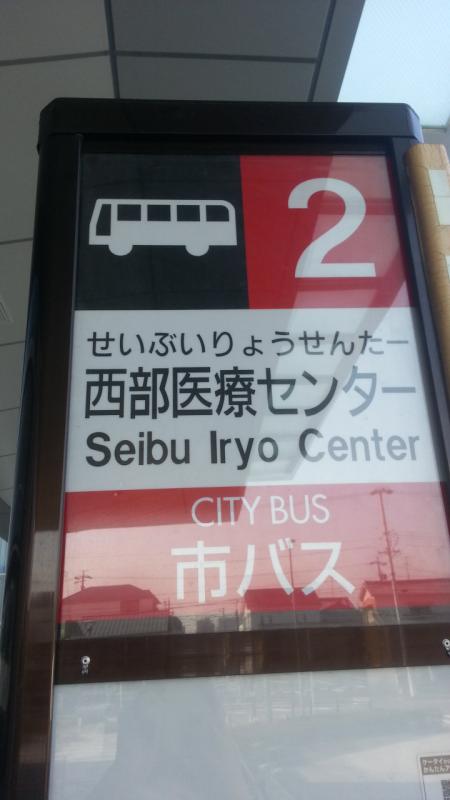 2
せいぶいりょうせんたー
西部医療センター
Seibu Iryo Center
CITY BUS
市バス